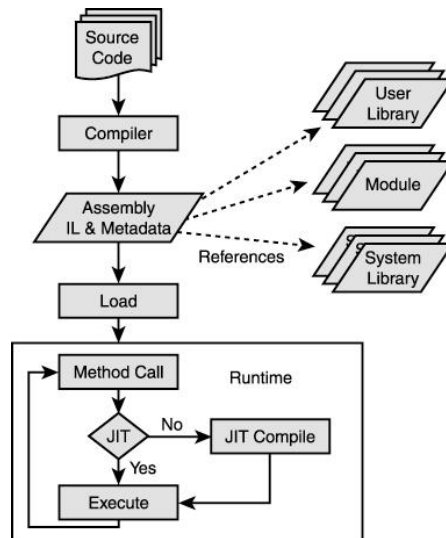 Source
Code
User
Library
Compiler
Assembly
IL & Metadata
Module
References
System
Library
Load
Method Call
Runtime
JIT
No
JIT Compile
Yes
Execute